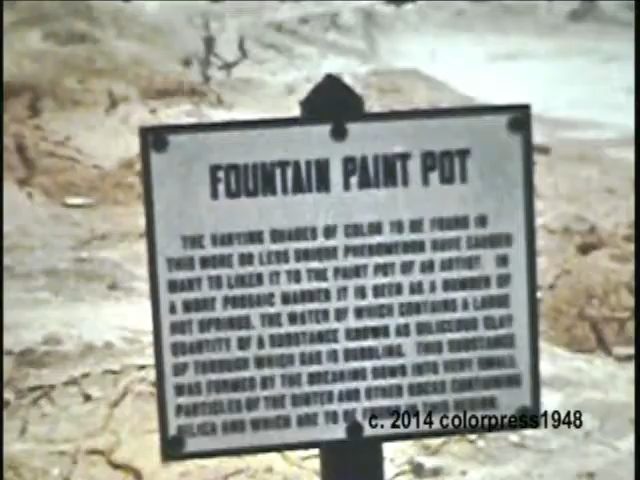 FOUNTAIN PAINT POT
THE VARYING SHADES OF COLOR TO BE FOUND IN
THIS MORE OR LESS UNIQUE PHENOMENON HAVE CAUSED
MANY TO LIKEN IT TO THE PAINT POT OF AN ARTIST. IN
A MORE PROSAIC MANNER IT IS SEEN AS A NUMBER OF
HOT SPRINGS, THE WATER OF WHICH CONTAINS A LARGE
QUANTITY OF A SUBSTANCE KNOWN AS SILICEOUS CLAY
UP THROUGH WHICH GAS IS BUBBLING. THIS SUBSTANCE
WAS FORMED BY THE BREAKING DOWN INTO VERY SMALL
PARTICLES OF THE SINTER AND OTHER ROCKS CONTAINING
SILICA AND WHICH ARE TO BE
c. 2014 colorpress1948